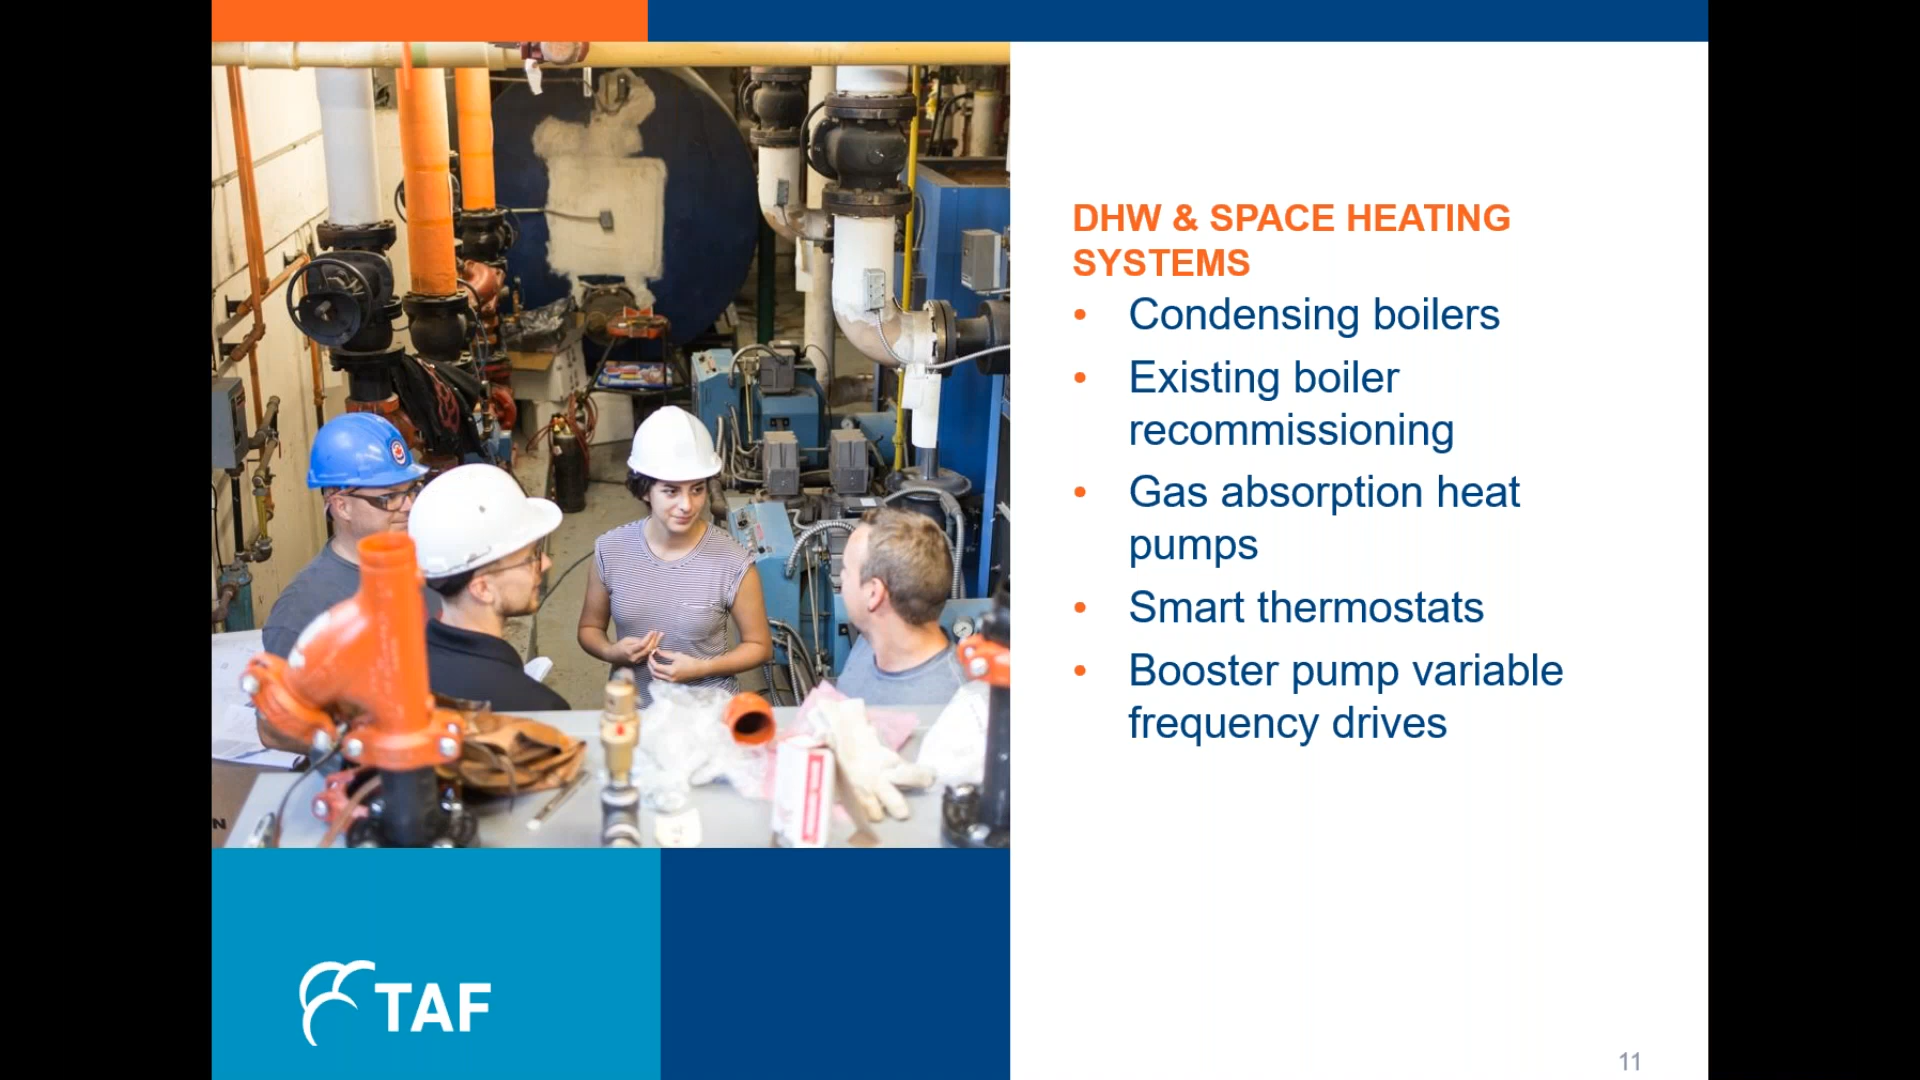 DHW & SPACE HEATING
SYSTEMS
• Condensing boilers
• Existing boiler
recommissioning
• Gas absorption heat
pumps
• Smart thermostats
• Booster pump variable
frequency drives
N
TAF
11